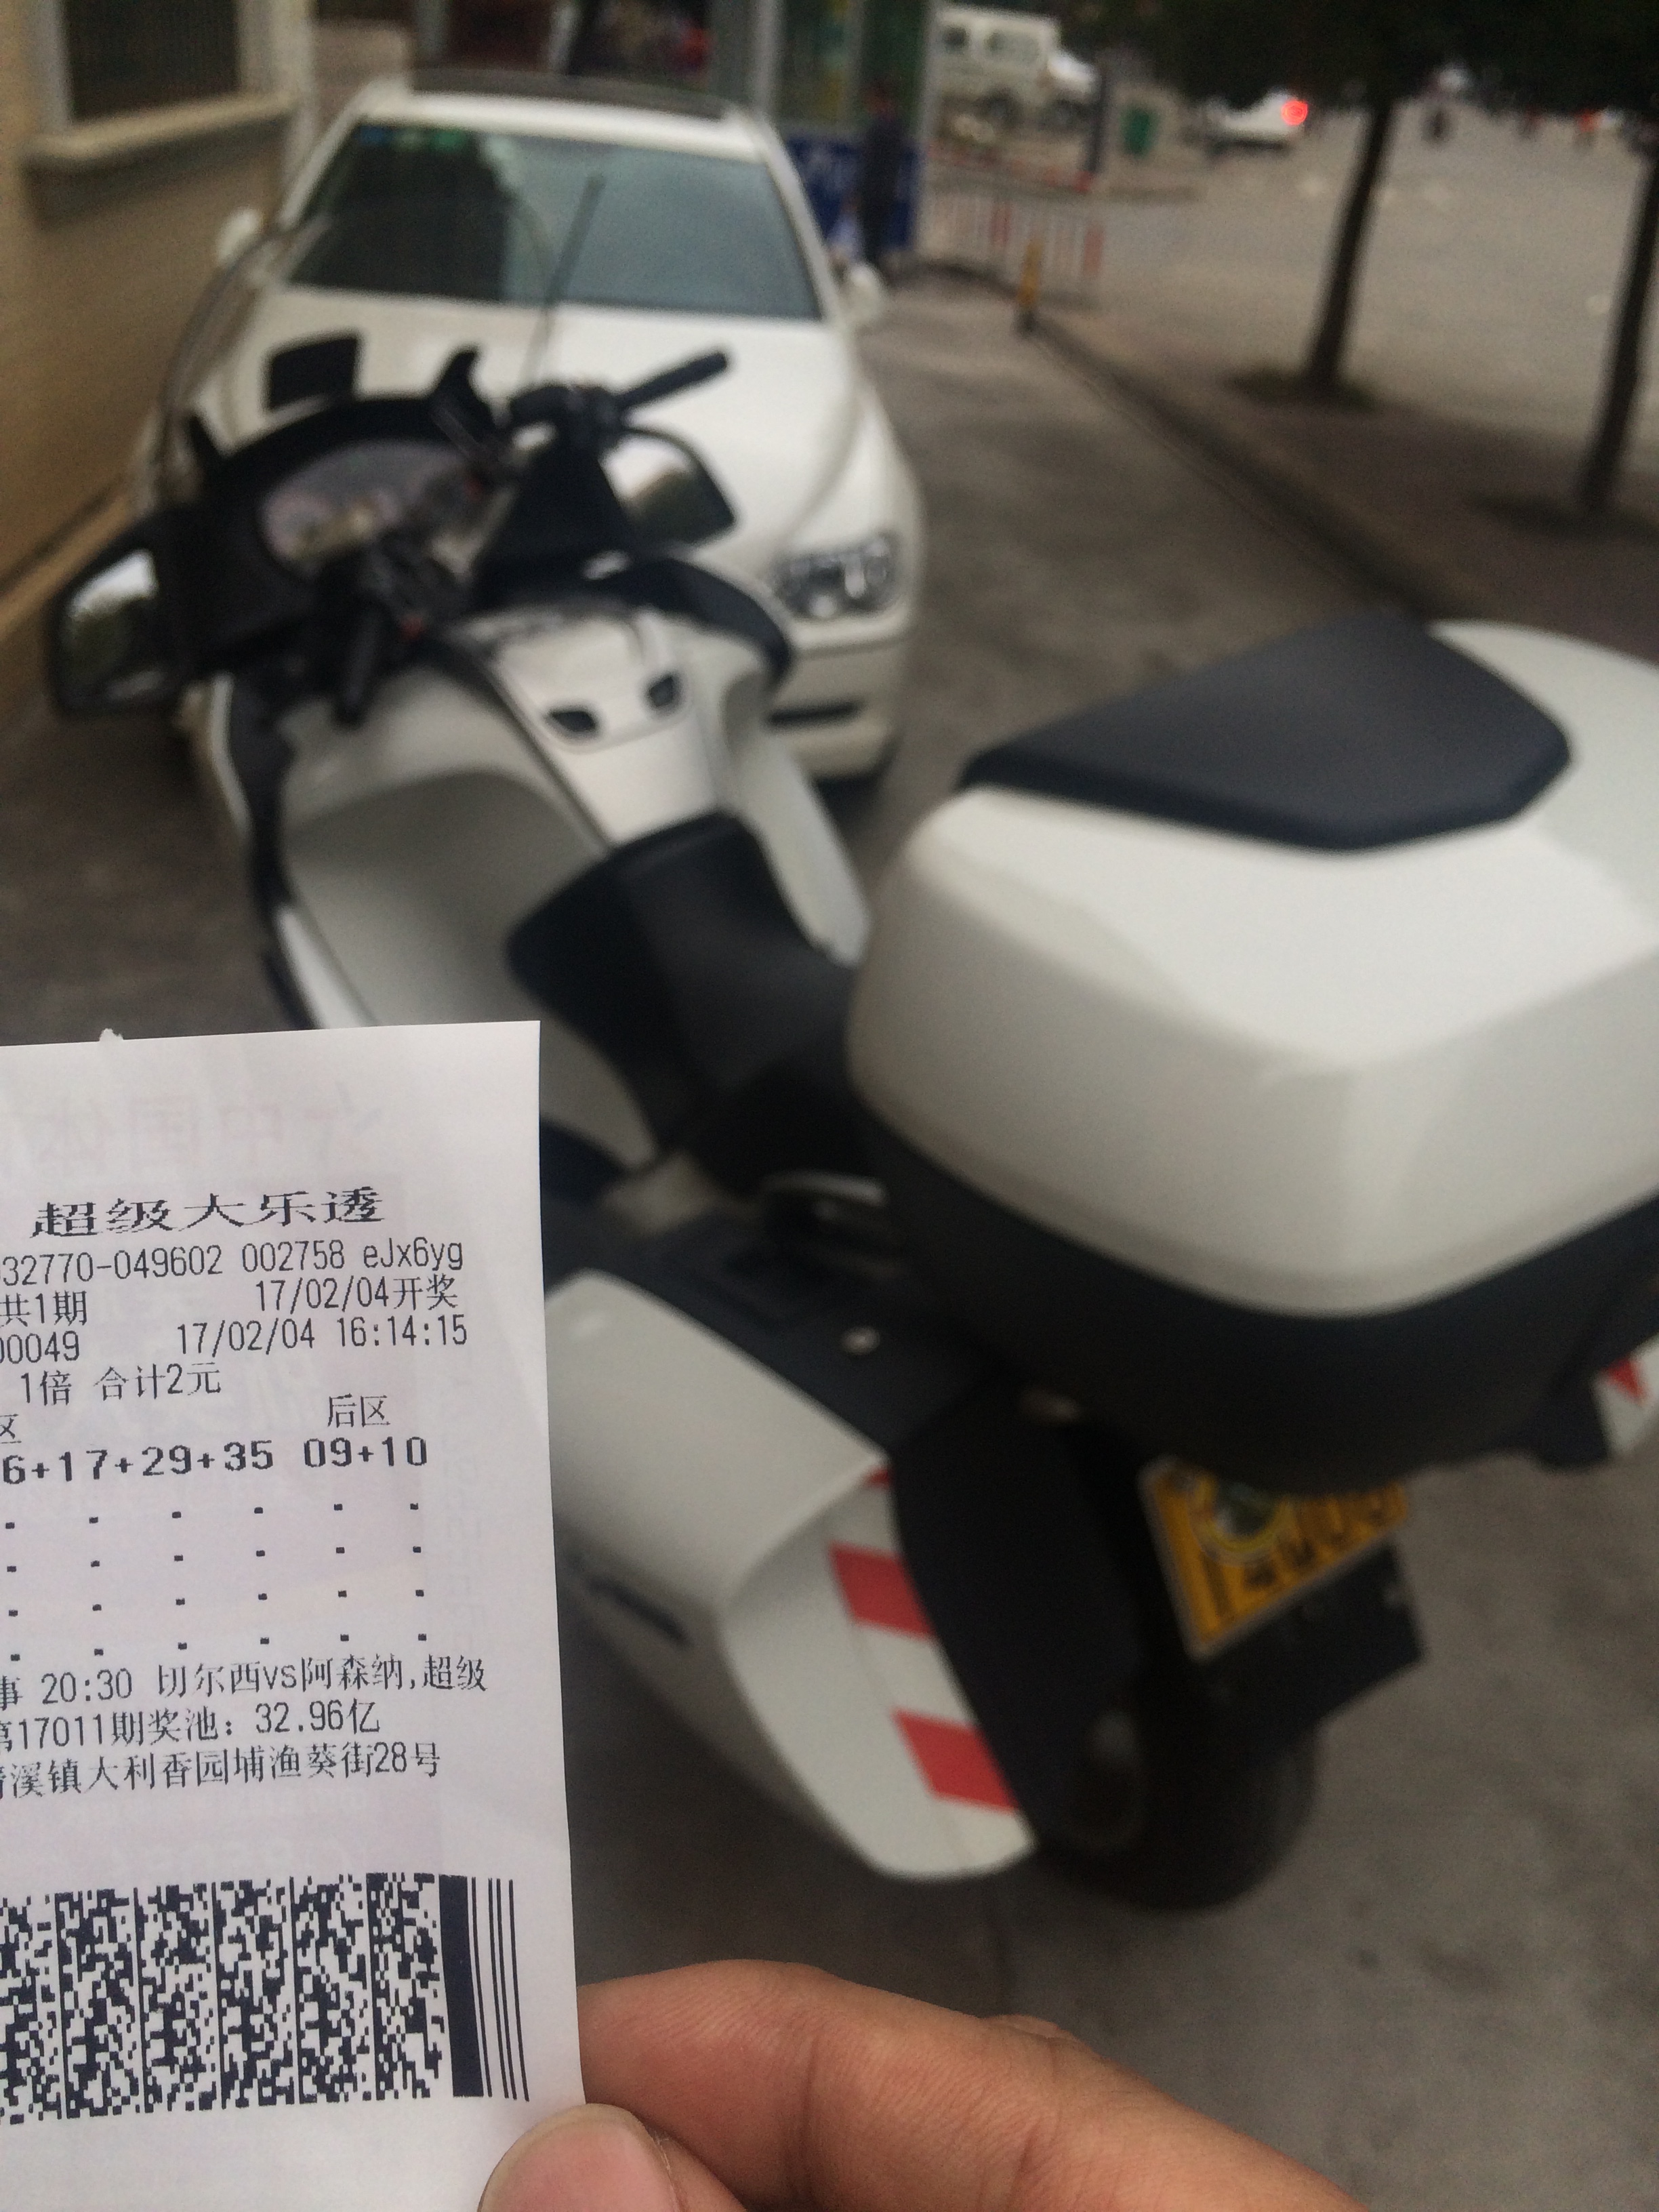 超级大乐透
32770-049602 002758 eJx6yg
共1期 17/02/04开奖
00049 17/02/04 16:14:15
1倍 合计2元
区 后区
6+17+29+35 09+10
事 20:30 切尔西vs阿森纳,超级
第17011期奖池：32.96亿
清溪镇大利香园埔渔葵街28号